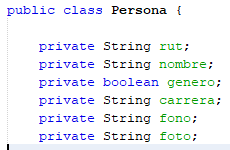 public class Persona {
private String rut;
private String nombre;
private boolean genero;
private String carrera;
private String fono;
private String foto;